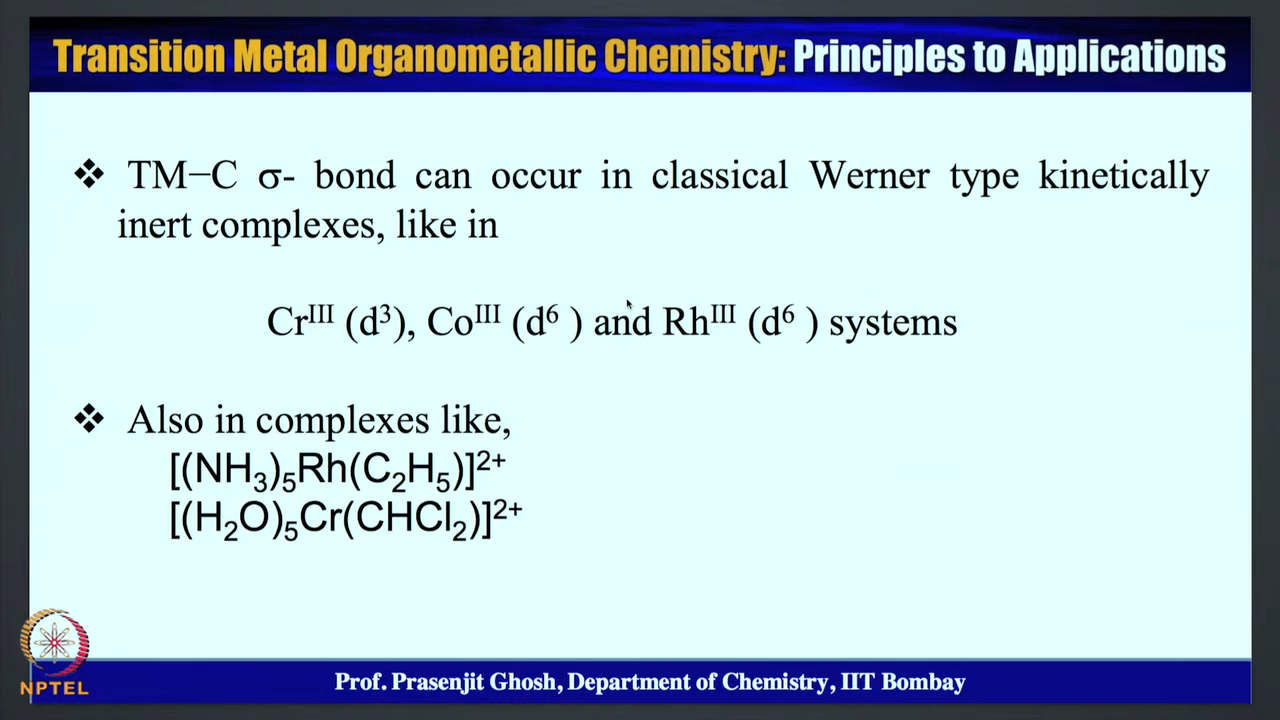 Transition Metal Organometallic Chemistry: Principles to Applications
❖ TM−C σ- bond can occur in classical Werner type kinetically
inert complexes, like in
Crᴵᴵᴵ (d³), Coᴵᴵᴵ (d⁶ ) and Rhᴵᴵᴵ (d⁶ ) systems
❖ Also in complexes like,
[(NH₃)₅Rh(C₂H₅)]²⁺
[(H₂O)₅Cr(CHCl₂)]²⁺
NPTEL
Prof. Prasenjit Ghosh, Department of Chemistry, IIT Bombay